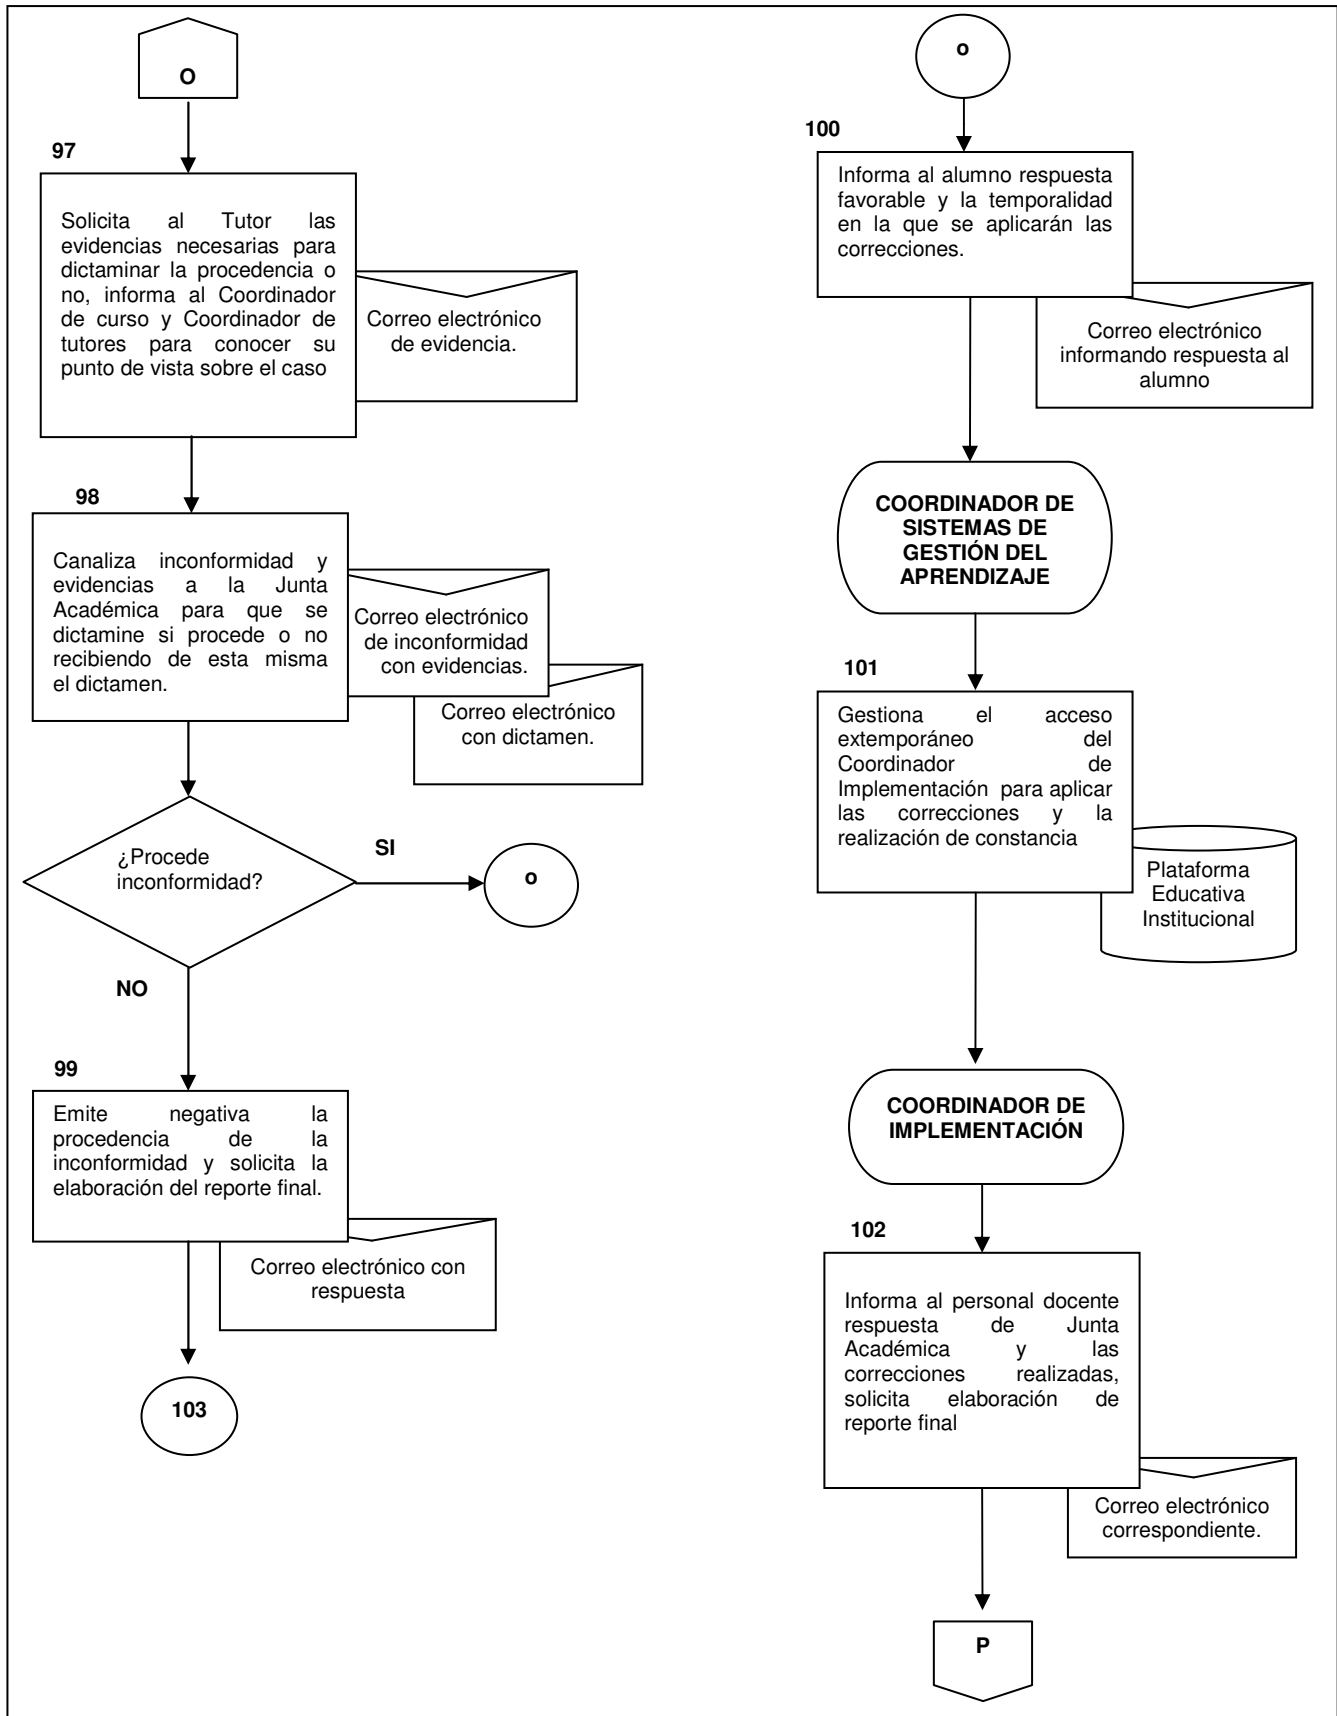 O
97
Solicita al Tutor las
evidencias necesarias para
dictaminar la procedencia o
no, informa al Coordinador
de curso y Coordinador de
tutores para conocer su
punto de vista sobre el caso
Correo electrónico
de evidencia.
98
Canaliza inconformidad y
evidencias a la Junta
Académica para que se
dictamine si procede o no
recibiendo de esta misma
el dictamen.
Correo electrónico
de inconformidad
con evidencias.
Correo electrónico
con dictamen.
¿Procede
inconformidad?
SI
o
NO
99
Emite negativa la
procedencia de la
inconformidad y solicita la
elaboración del reporte final.
Correo electrónico con
respuesta
103
o
100
Informa al alumno respuesta
favorable y la temporalidad
en la que se aplicarán las
correcciones.
Correo electrónico
informando respuesta al
alumno
COORDINADOR DE
SISTEMAS DE
GESTIÓN DEL
APRENDIZAJE
101
Gestiona el acceso
extemporáneo del
Coordinador de
Implementación para aplicar
las correcciones y la
realización de constancia
Plataforma
Educativa
Institucional
COORDINADOR DE
IMPLEMENTACIÓN
102
Informa al personal docente
respuesta de Junta
Académica y las
correcciones realizadas,
solicita elaboración de
reporte final
Correo electrónico
correspondiente.
P